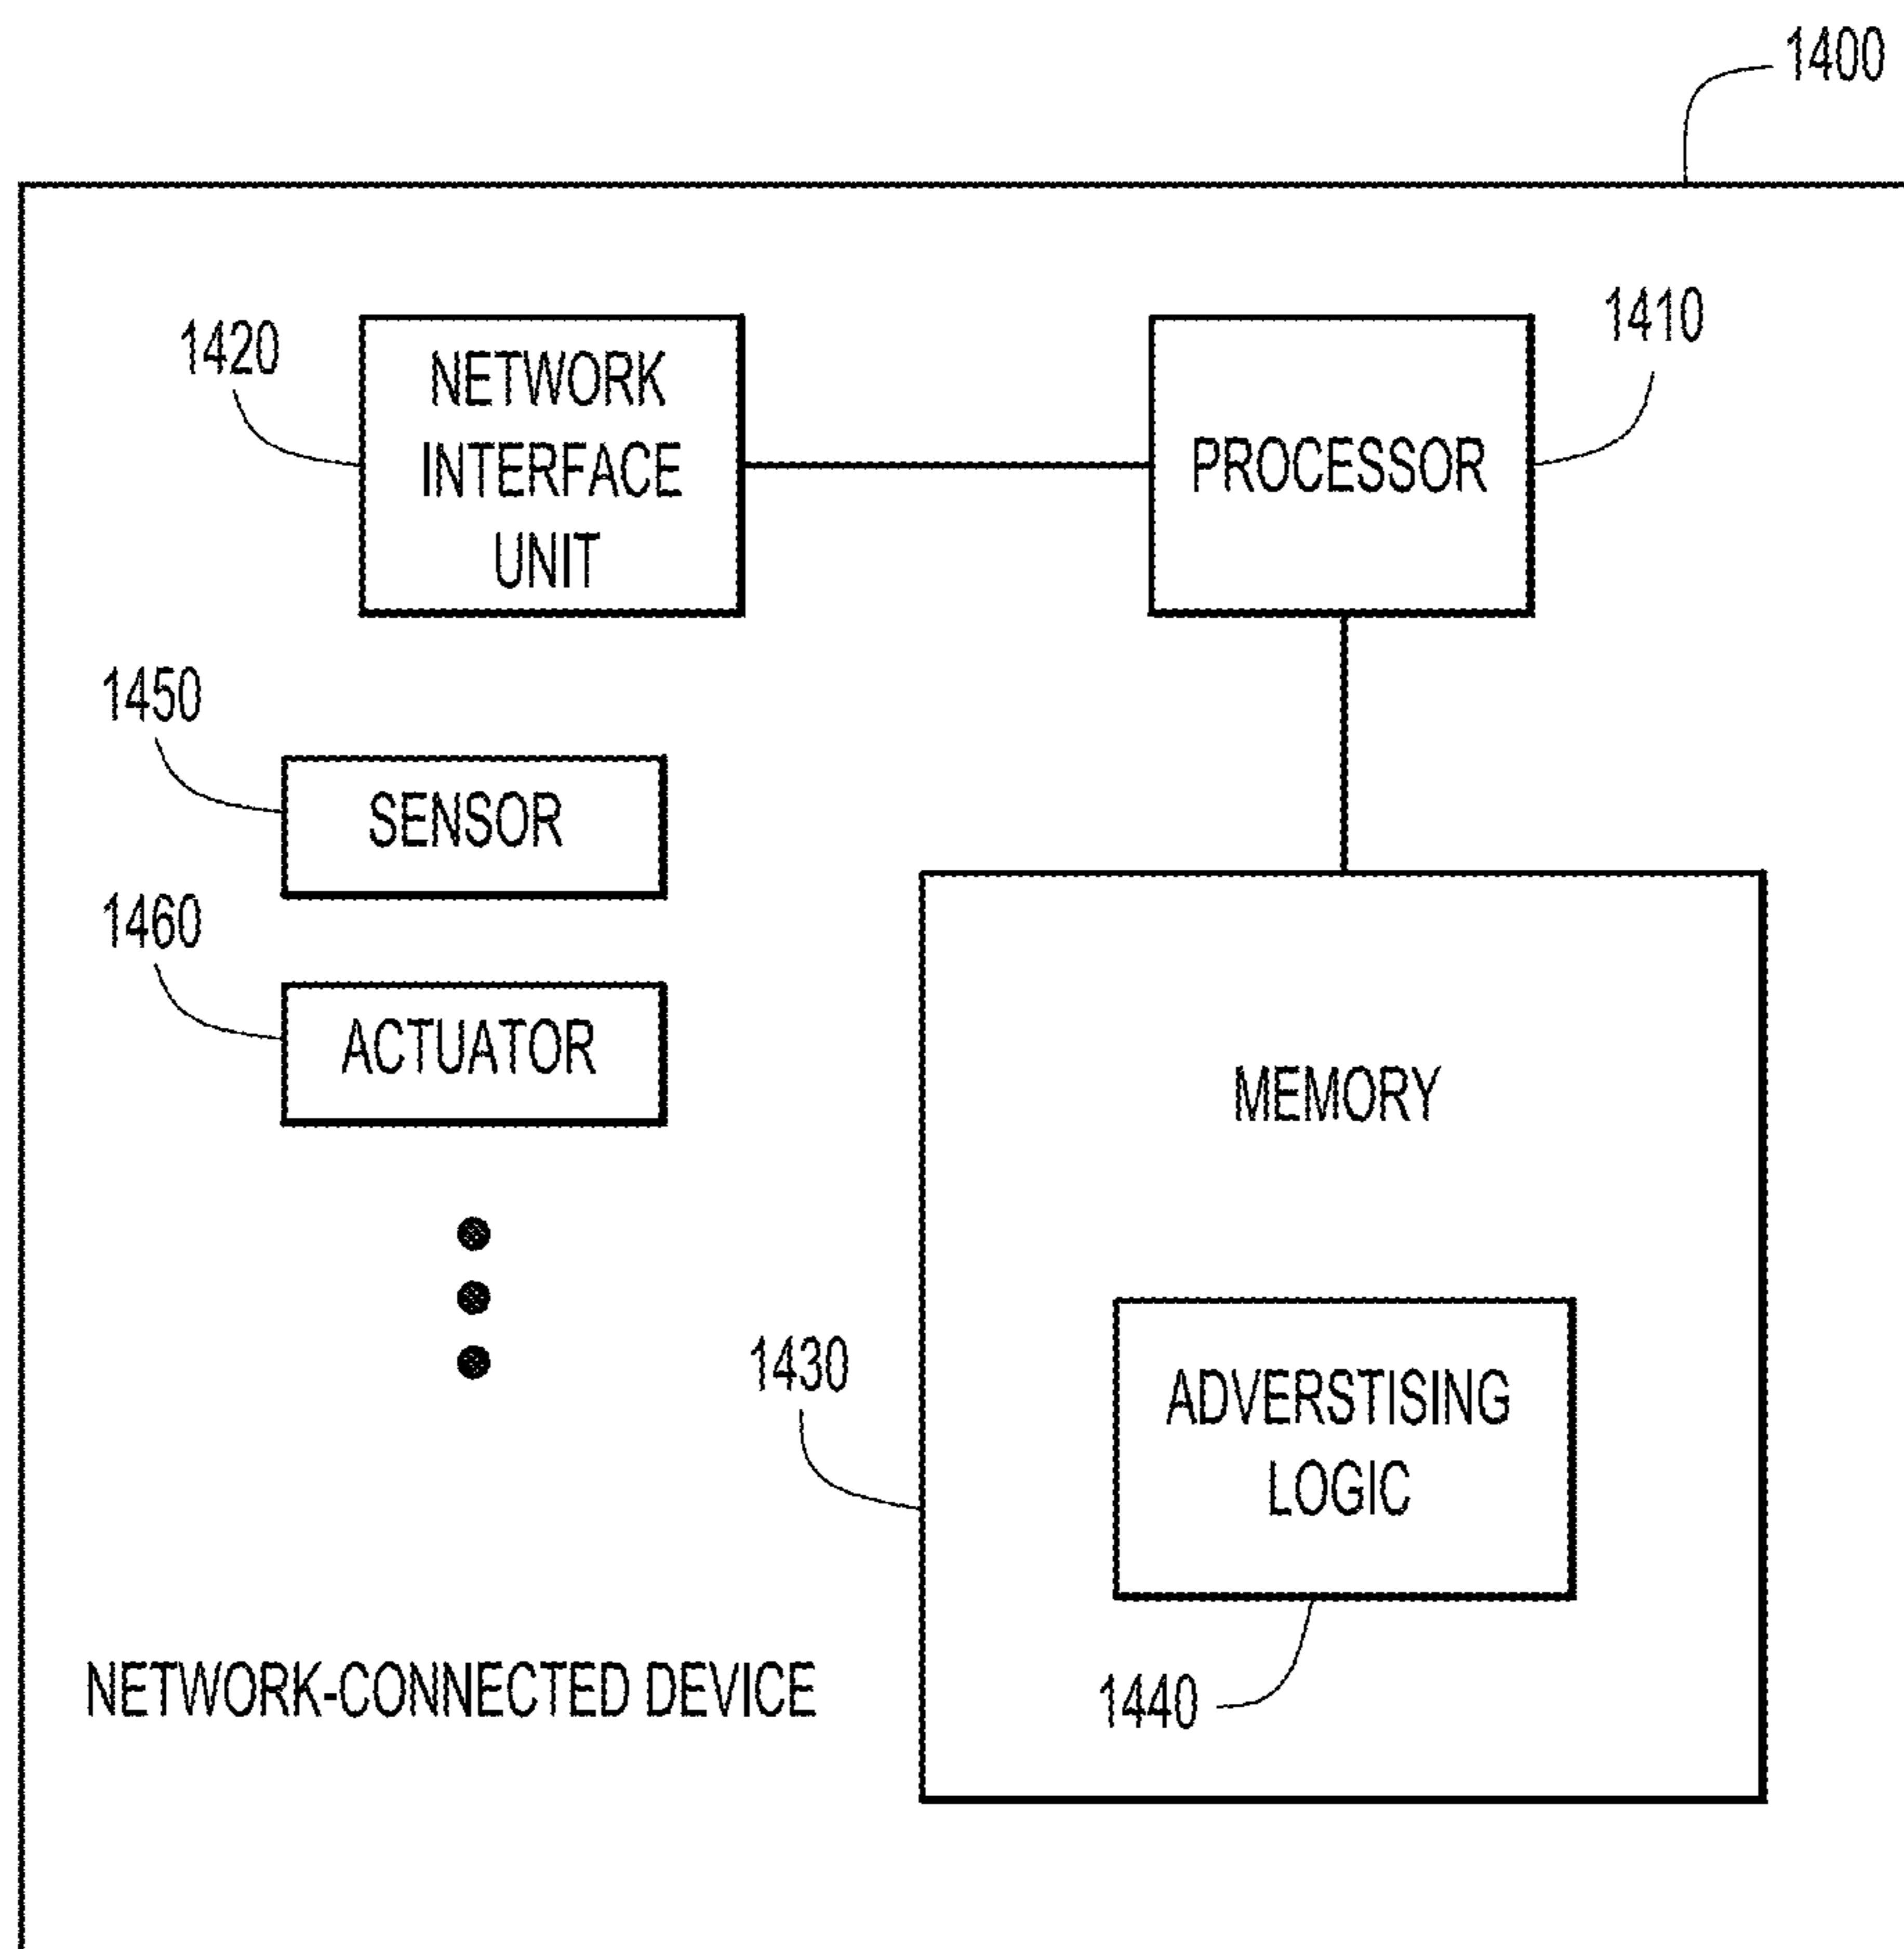 1400
1420
NETWORK
INTERFACE
UNIT
1410
PROCESSOR
1450
SENSOR
1460
ACTUATOR
MEMORY
1430
ADVERSTISING
LOGIC
1440
NETWORK-CONNECTED DEVICE